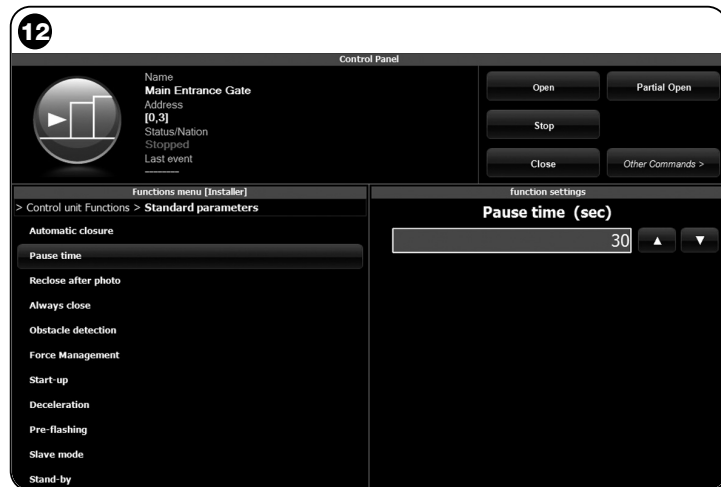 12
Control Panel
Name
Main Entrance Gate
Address
[0,3]
Status/Nation
Stopped
Last event
--------
Open
Partial Open
Stop
Close
Other Commands >
Functions menu [Installer]
> Control unit Functions > Standard parameters
Automatic closure
Pause time
Reclose after photo
Always close
Obstacle detection
Force Management
Start-up
Deceleration
Pre-flashing
Slave mode
Stand-by
function settings
Pause time (sec)
30